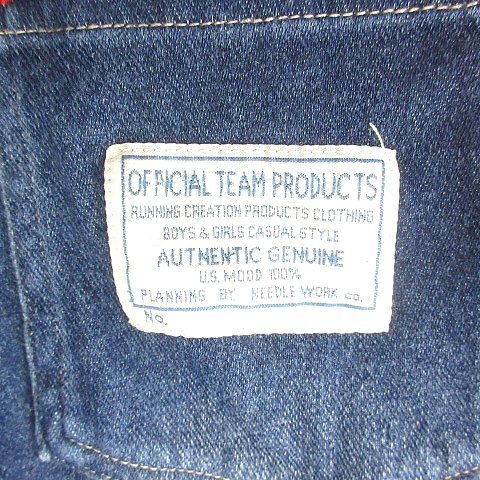 OFFICIAL TEAM PRODUCTS
RUNNING CREATION PRODUCTS CLOTHING
BOYS & GIRLS CASUAL STYLE
AUTHENTIC GENUINE
U.S. MOOD 100%
PLANNING BY NEEDLE WORK co.
No.